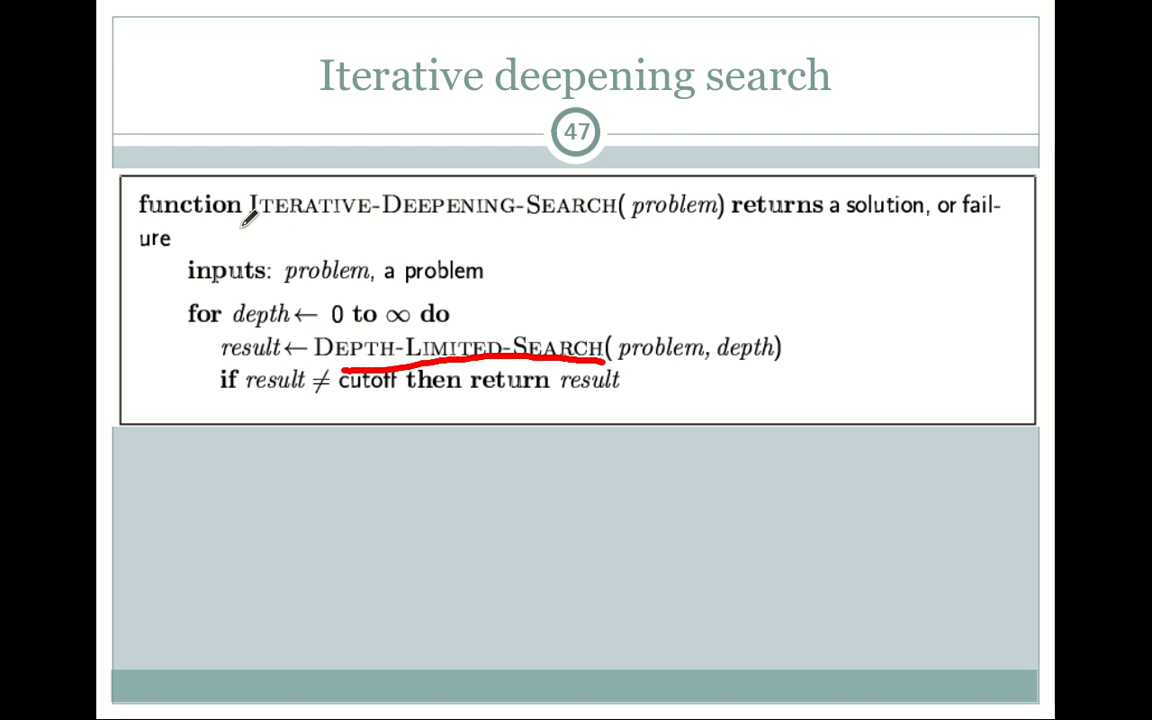 Iterative deepening search
47
function ITERATIVE-DEEPENING-SEARCH( problem) returns a solution, or fail-
ure
inputs: problem, a problem
for depth ← 0 to ∞ do
result ← DEPTH-LIMITED-SEARCH( problem, depth)
if result ≠ cutoff then return result